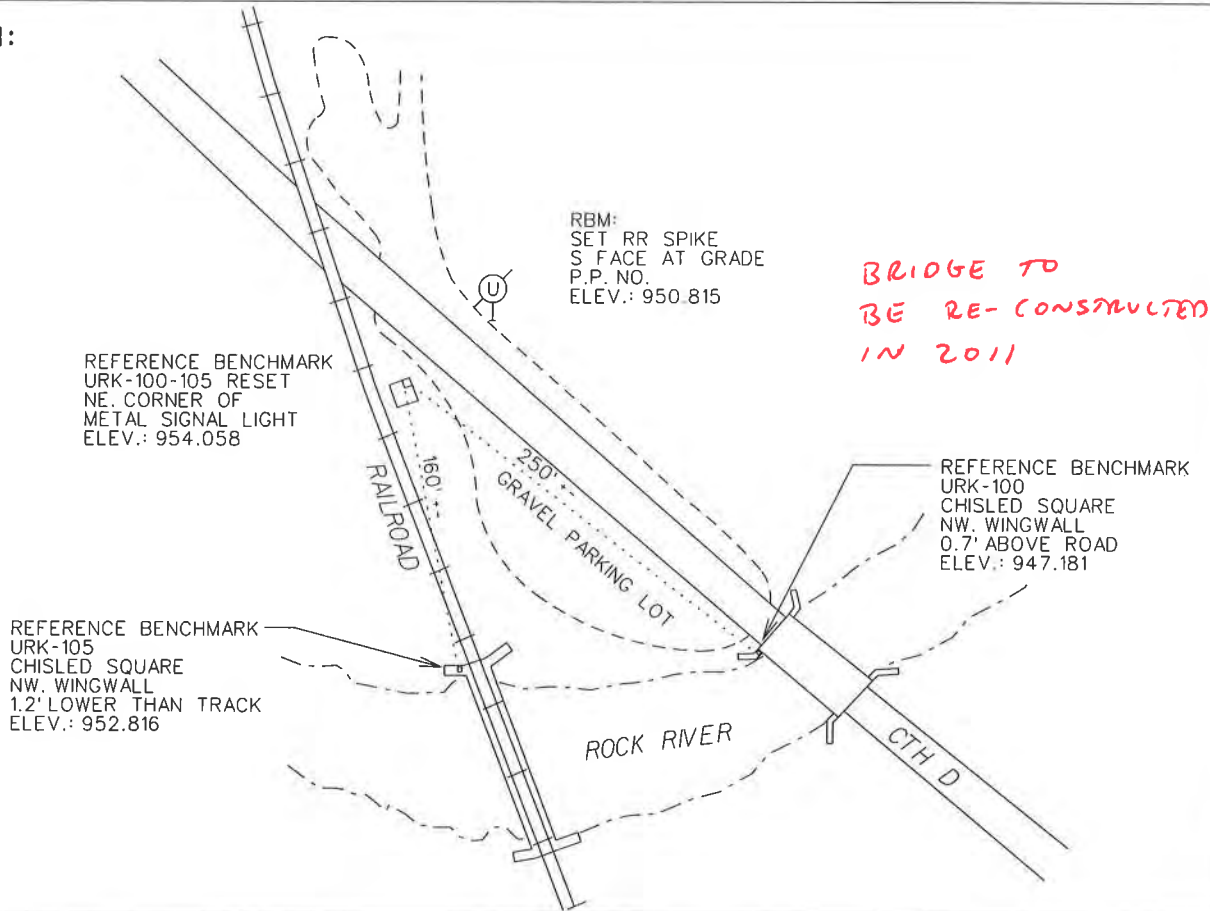 RBM:
SET RR SPIKE
S FACE AT GRADE
P.P. NO.
ELEV.: 950.815
U
BRIDGE TO
BE RE-CONSTRUCTED
IN 2011
REFERENCE BENCHMARK
URK-100-105 RESET
NE. CORNER OF
METAL SIGNAL LIGHT
ELEV.: 954.058
RAILROAD
160' +-
250' +-
GRAVEL PARKING LOT
REFERENCE BENCHMARK
URK-100
CHISLED SQUARE
NW. WINGWALL
0.7' ABOVE ROAD
ELEV.: 947.181
REFERENCE BENCHMARK
URK-105
CHISLED SQUARE
NW. WINGWALL
1.2' LOWER THAN TRACK
ELEV.: 952.816
ROCK RIVER
CTH D